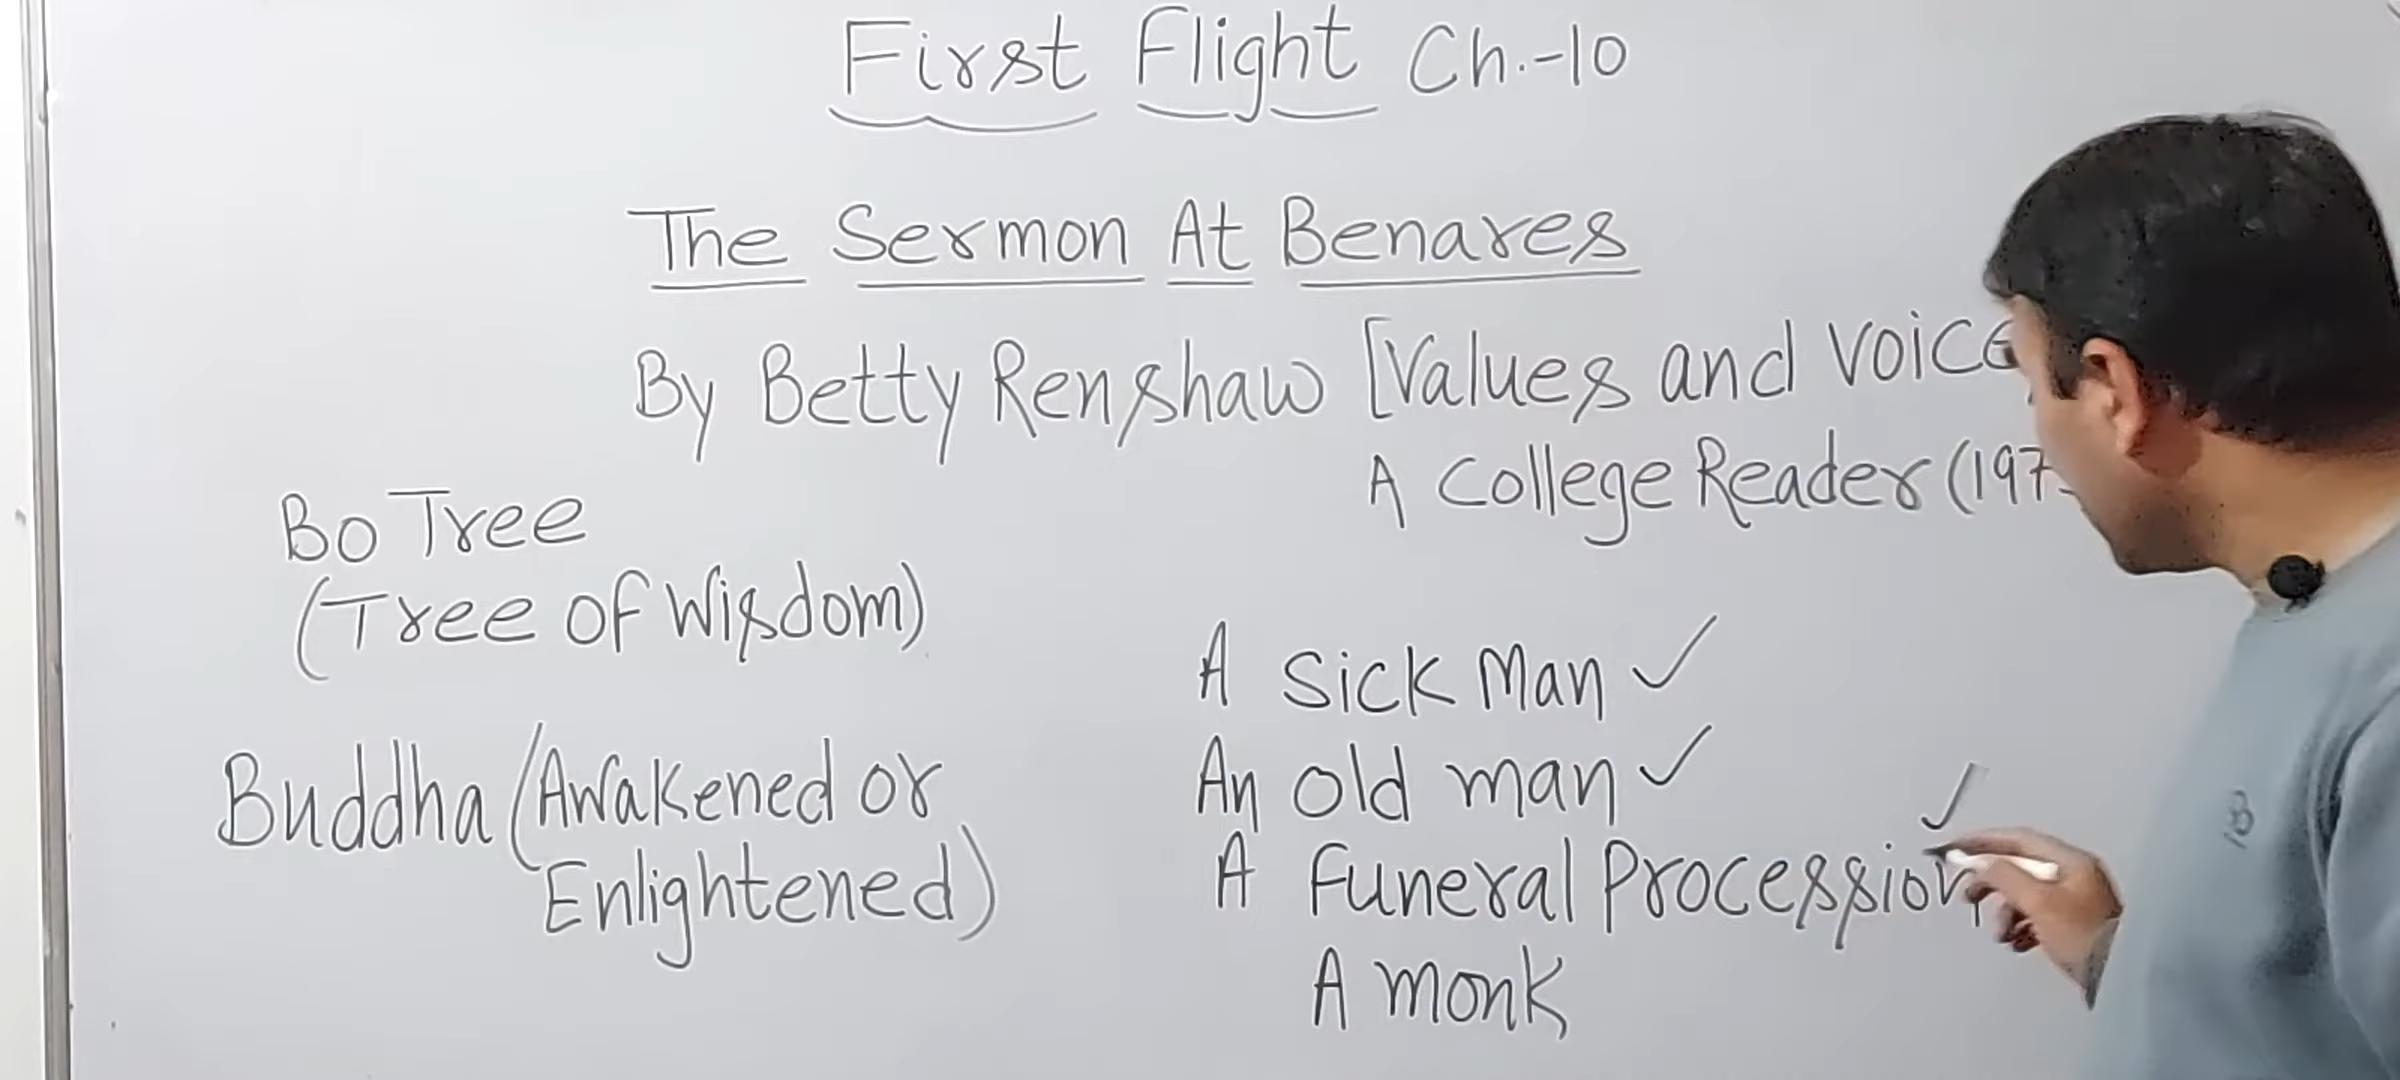 First Flight Ch.-10
The Sermon At Benares
By Betty Renshaw [Values and Voice
A College Reader (197
Bo Tree
(Tree of Wisdom)
Buddha (Awakened or
Enlightened)
A Sick Man ✓
An Old man ✓
A Funeral Procession ✓
A Monk